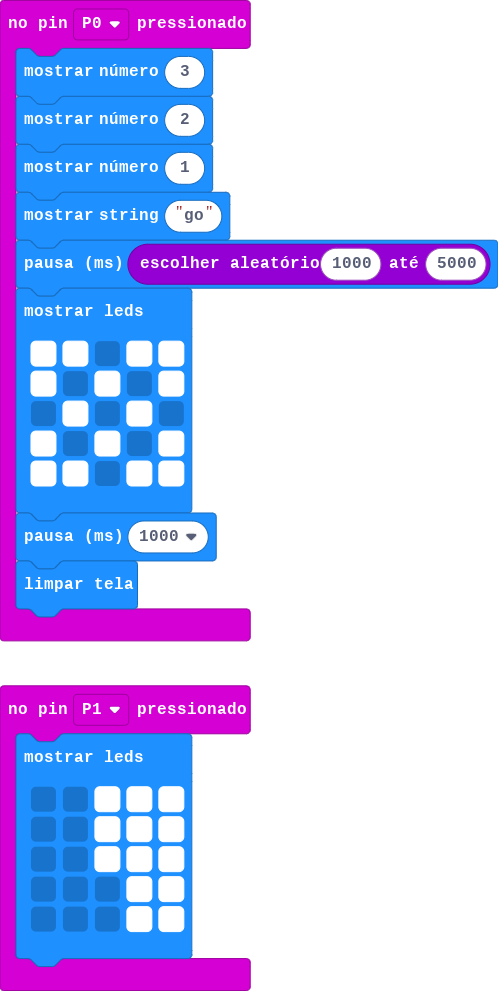 no pin P0 pressionado
mostrar número 3
mostrar número 2
mostrar número 1
mostrar string "go"
pausa (ms) escolher aleatório 1000 até 5000
mostrar leds
pausa (ms) 1000
limpar tela
no pin P1 pressionado
mostrar leds